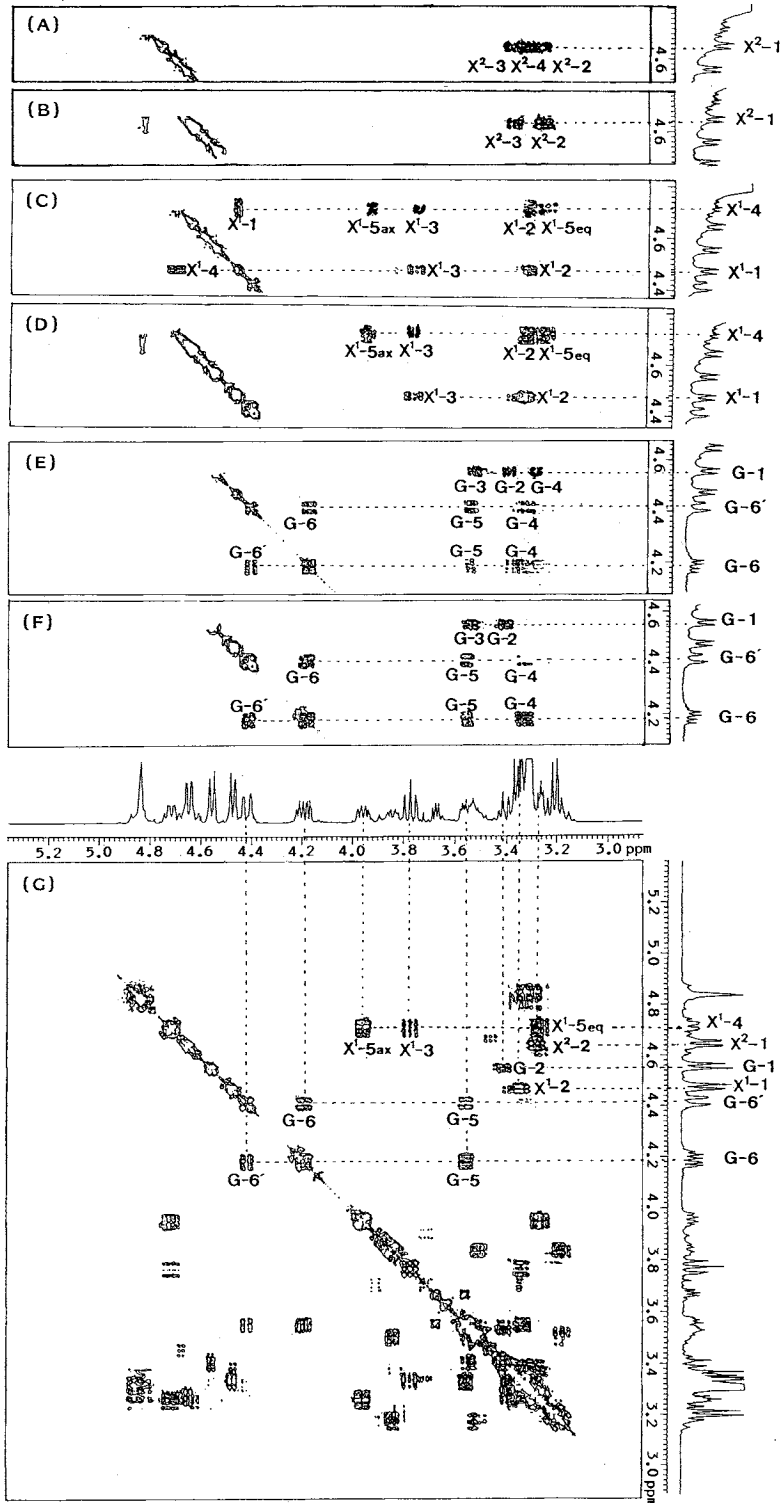 (A)
4.6
X²-1
X²-3 X²-4 X²-2
(B)
4.6
X²-1
X²-3 X²-2
(C)
X¹-4
X¹-1 X¹-5ax X¹-3 X¹-2 X¹-5eq
4.6
X¹-4 X¹-3 X¹-2
X¹-1
4.4
(D)
X¹-4
X¹-5ax X¹-3 X¹-2 X¹-5eq
4.6
X¹-3 X¹-2
X¹-1
4.4
(E)
4.6
G-1
G-3 G-2 G-4
G-6´
4.4
G-6 G-5 G-4
G-6´ G-5 G-4
4.2
G-6
(F)
4.6
G-1
G-3 G-2
G-6´
4.4
G-6 G-5 G-4
G-6´ G-5 G-4
4.2
G-6
5.2 5.0 4.8 4.6 4.4 4.2 4.0 3.8 3.6 3.4 3.2 3.0 ppm
(G)
5.2
5.0
4.8
X¹-5eq X¹-4
X¹-5ax X¹-3 X²-2 X²-1
4.6
G-2 G-1
X¹-2 X¹-1
4.4
G-6´
G-6 G-5
4.2
G-6
G-6´ G-5
4.0
3.8
3.6
3.4
3.2
3.0 ppm